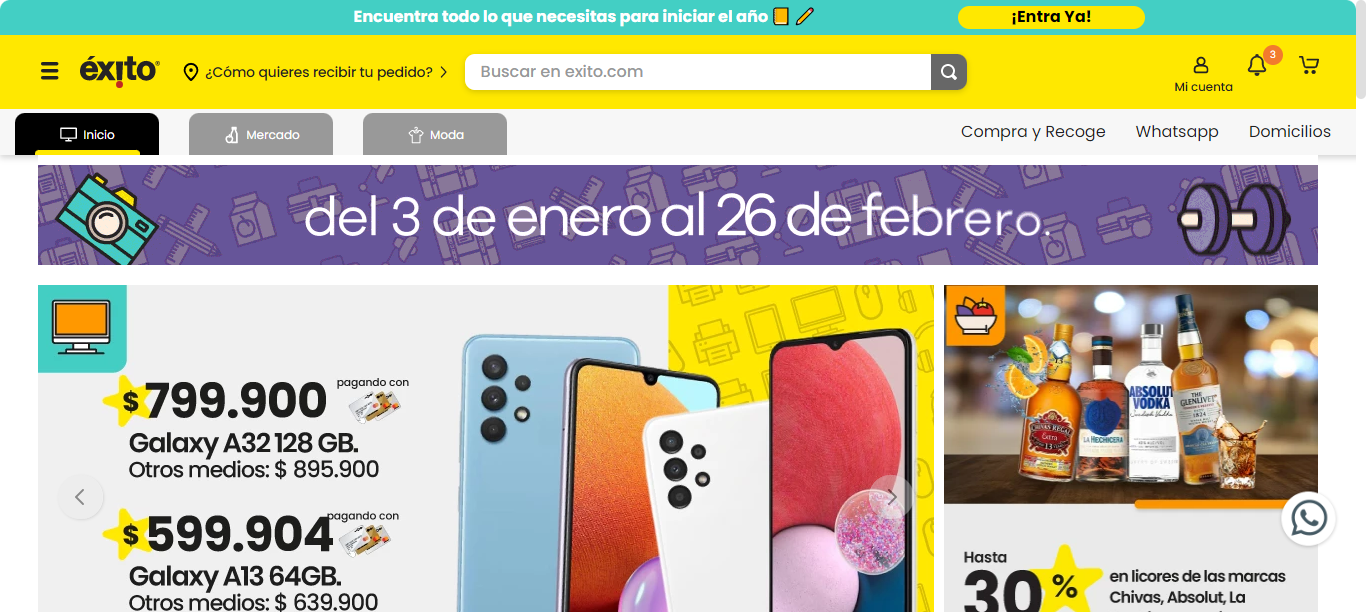 Encuentra todo lo que necesitas para iniciar el año
¡Entra Ya!
éxito
¿Cómo quieres recibir tu pedido?
Buscar en exito.com
3
Mi cuenta
Inicio
Mercado
Moda
Compra y Recoge
Whatsapp
Domicilios
del 3 de enero al 26 de febrero.
$799.900
pagando con
Galaxy A32 128 GB.
Otros medios: $ 895.900
$599.904
pagando con
Galaxy A13 64GB.
Otros medios: $ 639.900
CHIVAS REGAL
Extra
13
LA HECHICERA
ABSOLUT
VODKA
THE
GLENLIVET
1824
Hasta
30%
en licores de las marcas
Chivas, Absolut, La